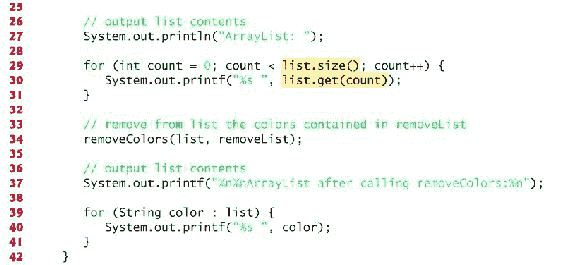 25
26 // output list contents
27 System.out.println("ArrayList: ");
28
29 for (int count = 0; count < list.size(); count++) {
30 System.out.printf("%s ", list.get(count));
31 }
32
33 // remove from list the colors contained in removeList
34 removeColors(list, removeList);
35
36 // output list contents
37 System.out.printf("%n%nArrayList after calling removeColors:%n");
38
39 for (String color : list) {
40 System.out.printf("%s ", color);
41 }
42 }